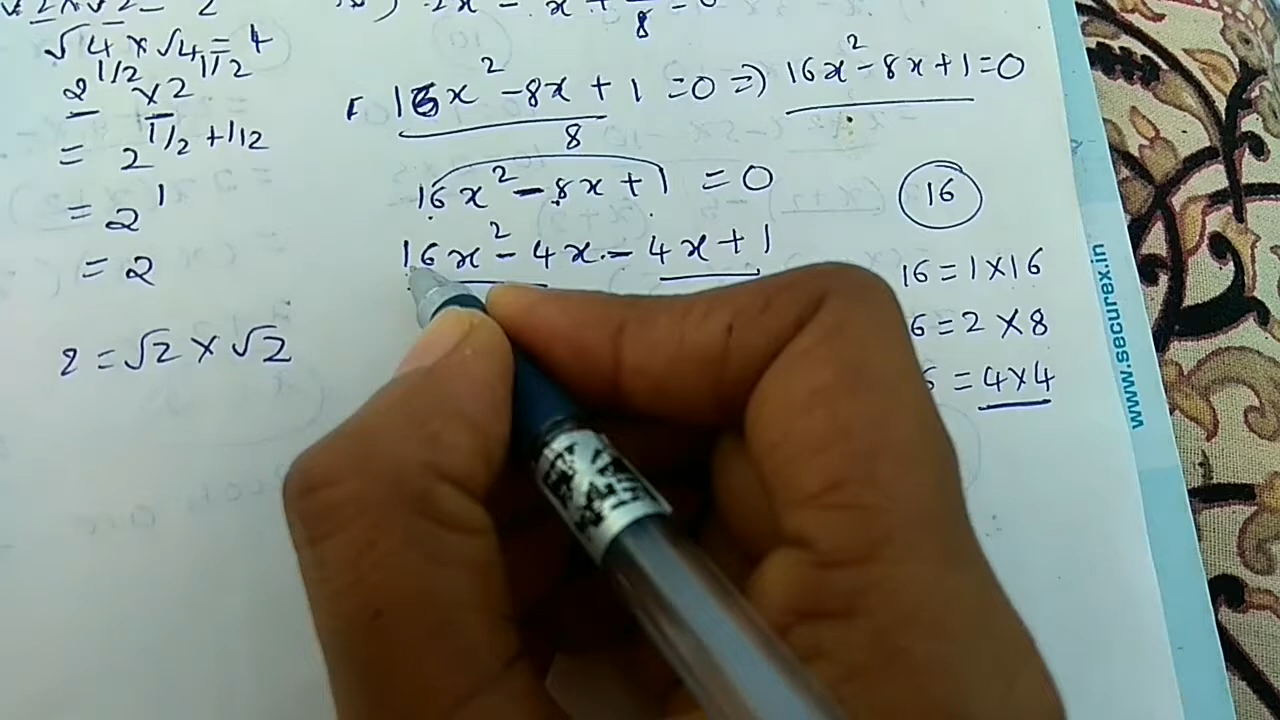 √4 × √4 = 4
2^1/2 × 2^1/2
= 2^1/2 + 1/2
= 2^1
= 2
2 = √2 × √2
16x² - 8x + 1 = 0 => 16x² - 8x + 1 = 0
8
16x² - 8x + 1 = 0
16x² - 4x - 4x + 1
16
16 = 1 × 16
6 = 2 × 8
= 4 × 4
www.securex.in